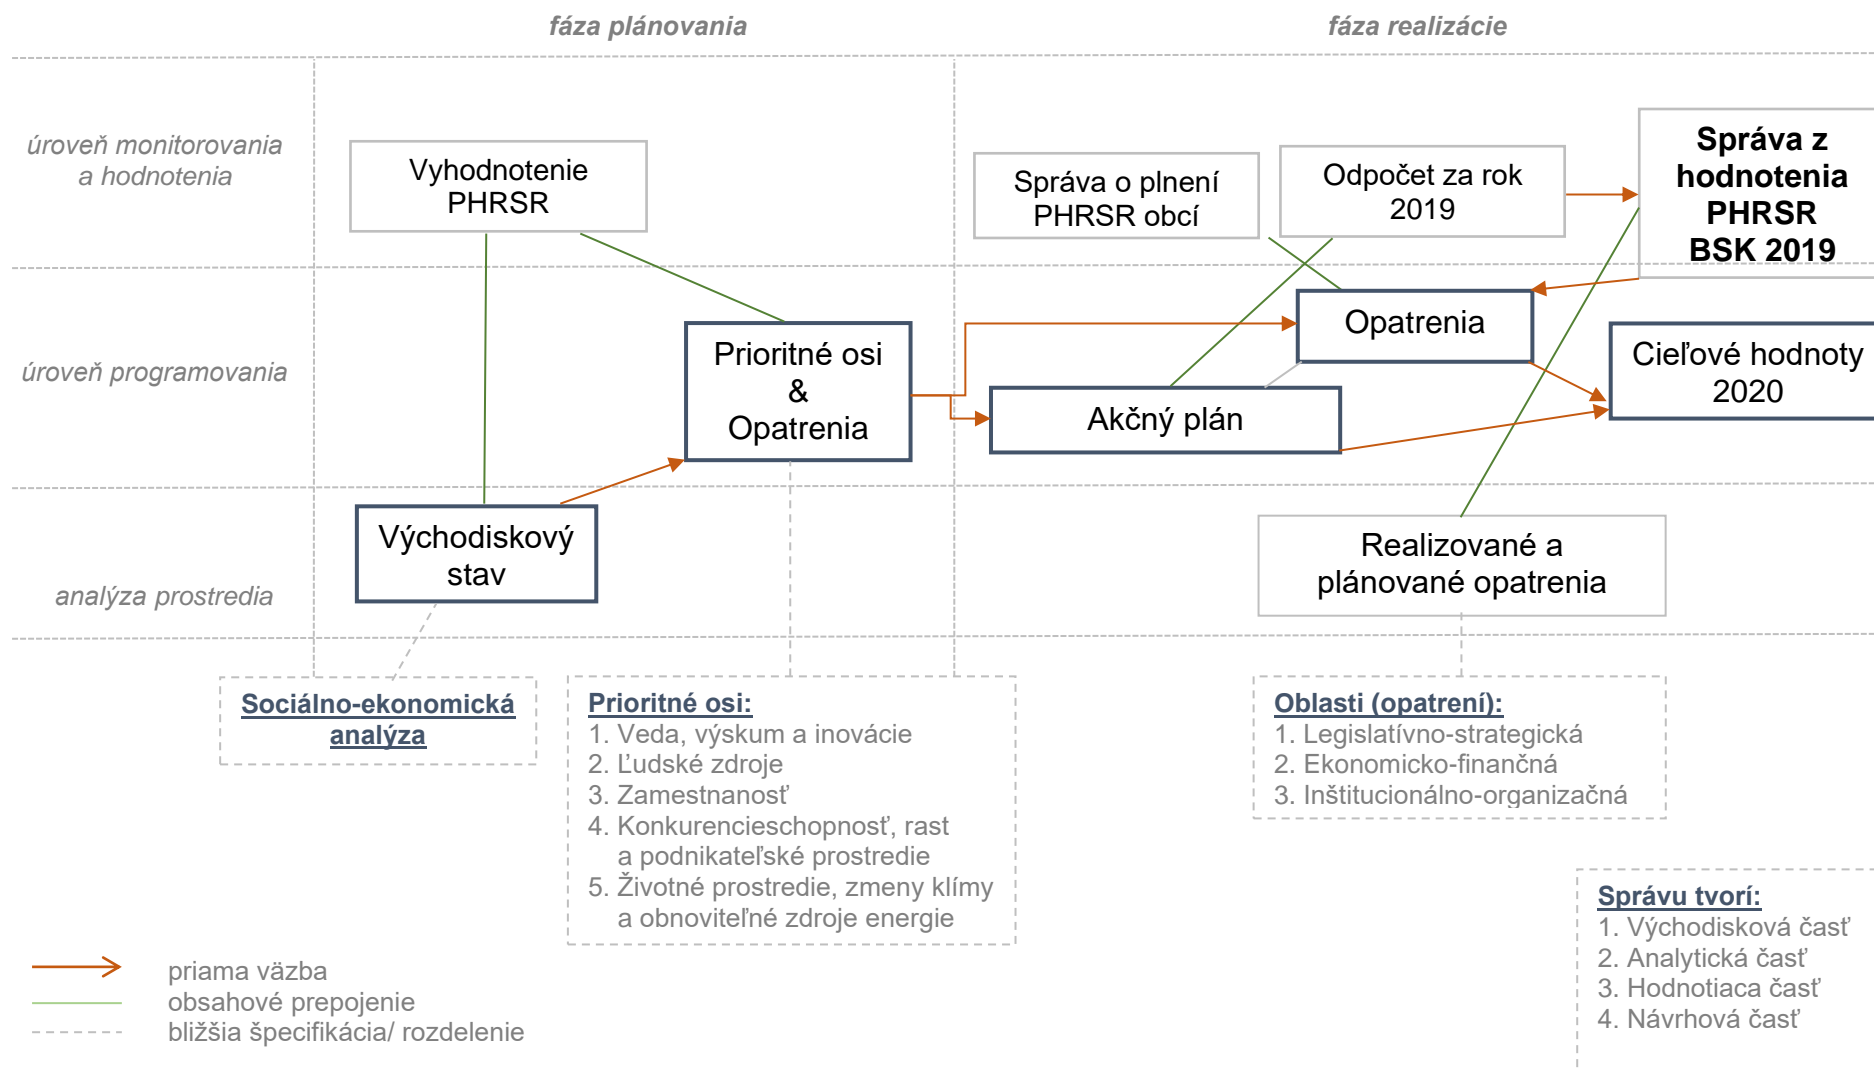 fáza plánovania
fáza realizácie
úroveň monitorovania
a hodnotenia
Vyhodnotenie
PHRSR
Správa o plnení
PHRSR obcí
Odpočet za rok
2019
Správa z
hodnotenia
PHRSR
BSK 2019
úroveň programovania
Prioritné osi
&
Opatrenia
Opatrenia
Akčný plán
Cieľové hodnoty
2020
analýza prostredia
Východiskový
stav
Realizované a
plánované opatrenia
Sociálno-ekonomická
analýza
Prioritné osi:
1. Veda, výskum a inovácie
2. Ľudské zdroje
3. Zamestnanosť
4. Konkurencieschopnosť, rast
a podnikateľské prostredie
5. Životné prostredie, zmeny klímy
a obnoviteľné zdroje energie
Oblasti (opatrení):
1. Legislatívno-strategická
2. Ekonomicko-finančná
3. Inštitucionálno-organizačná
Správu tvorí:
1. Východisková časť
2. Analytická časť
3. Hodnotiaca časť
4. Návrhová časť
priama väzba
obsahové prepojenie
bližšia špecifikácia/ rozdelenie